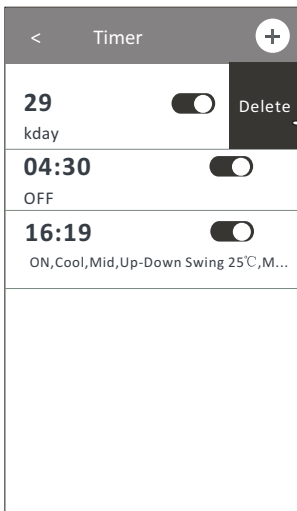 < Timer +
29 Delete
kday
04:30
OFF
16:19
ON,Cool,Mid,Up-Down Swing 25℃,M...